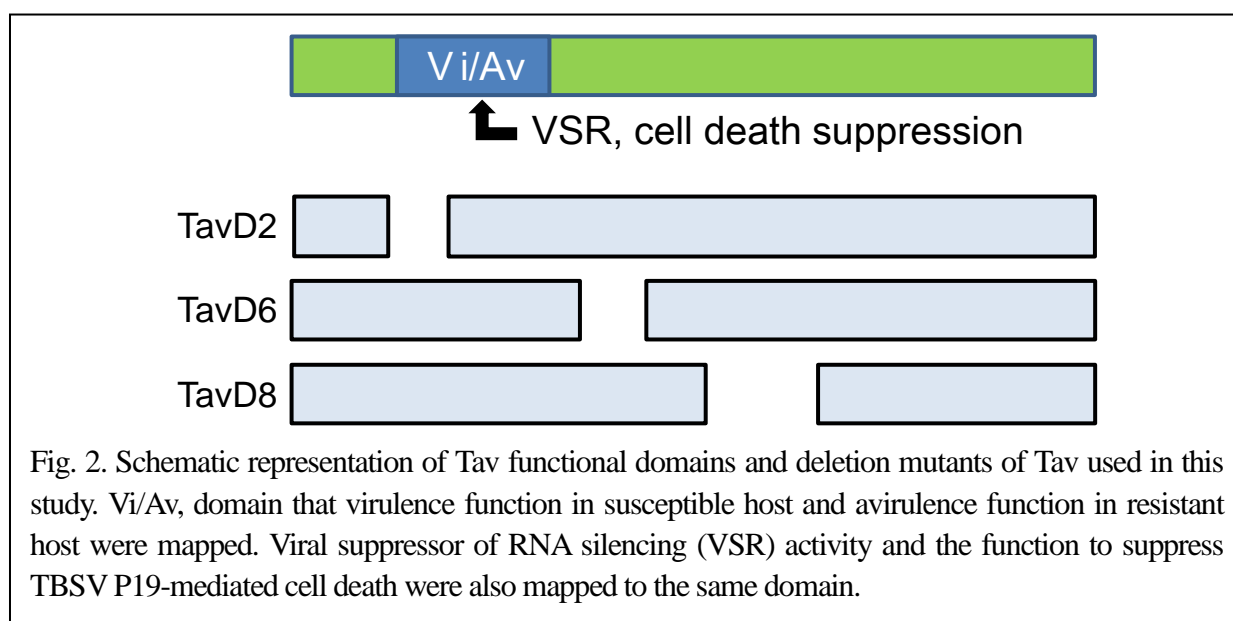 Vi/Av
VSR, cell death suppression
TavD2
TavD6
TavD8
Fig. 2. Schematic representation of Tav functional domains and deletion mutants of Tav used in this
study. Vi/Av, domain that virulence function in susceptible host and avirulence function in resistant
host were mapped. Viral suppressor of RNA silencing (VSR) activity and the function to suppress
TBSV P19-mediated cell death were also mapped to the same domain.